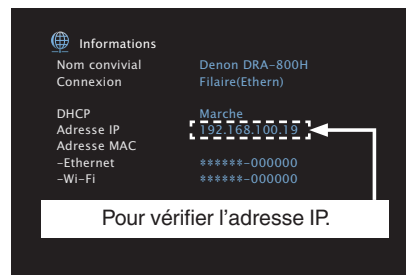 Informations
Nom convivial Denon DRA-800H
Connexion Filaire(Ethern)
DHCP Marche
Adresse IP 192.168.100.19
Adresse MAC
-Ethernet ******-000000
-Wi-Fi ******-000000
Pour vérifier l'adresse IP.